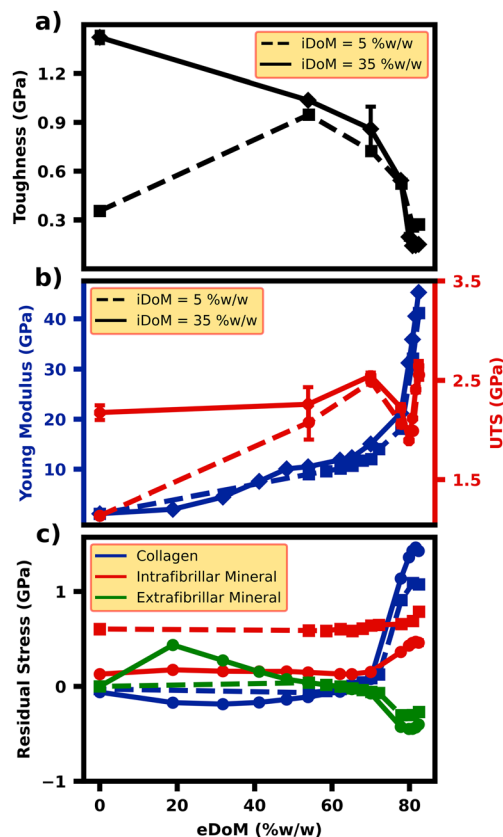 a)
Toughness (GPa)
1.2
0.9
0.6
0.3
iDoM = 5 %w/w
iDoM = 35 %w/w
b)
Young Modulus (GPa)
40
30
20
10
iDoM = 5 %w/w
iDoM = 35 %w/w
3.5
2.5
1.5
UTS (GPa)
c)
Residual Stress (GPa)
1
0
−1
Collagen
Intrafibrillar Mineral
Extrafibrillar Mineral
0 20 40 60 80
eDoM (%w/w)